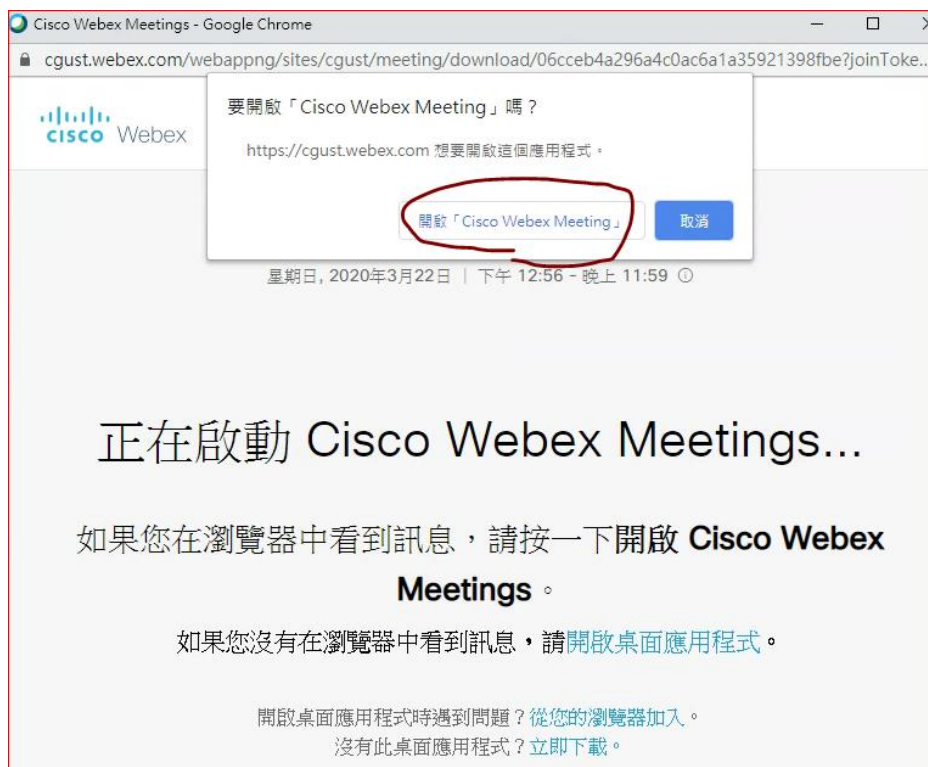 Cisco Webex Meetings - Google Chrome
cgust.webex.com/webappng/sites/cgust/meeting/download/06cceb4a296a4c0ac6a1a35921398fbe?joinToke...
要開啟「Cisco Webex Meeting」嗎？
https://cgust.webex.com 想要開啟這個應用程式。
cisco Webex
開啟「Cisco Webex Meeting」
取消
星期日, 2020年3月22日 | 下午 12:56 - 晚上 11:59
正在啟動 Cisco Webex Meetings...
如果您在瀏覽器中看到訊息，請按一下開啟 Cisco Webex
Meetings。
如果您沒有在瀏覽器中看到訊息，請開啟桌面應用程式。
開啟桌面應用程式時遇到問題？從您的瀏覽器加入。
沒有此桌面應用程式？立即下載。